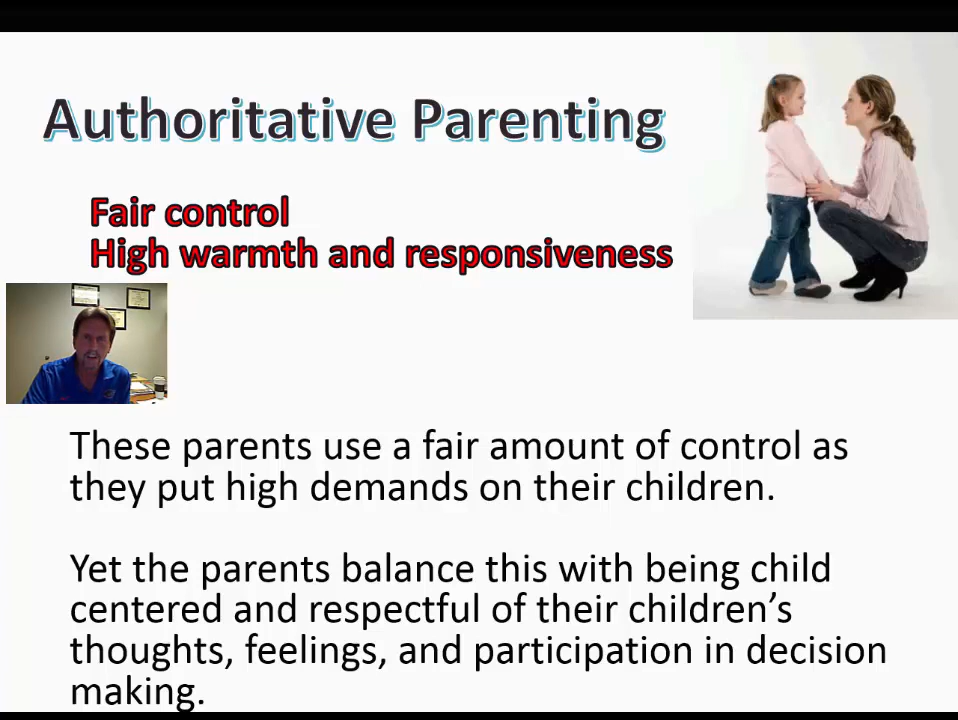 Authoritative Parenting
Fair control
High warmth and responsiveness
These parents use a fair amount of control as
they put high demands on their children.
Yet the parents balance this with being child
centered and respectful of their children’s
thoughts, feelings, and participation in decision
making.